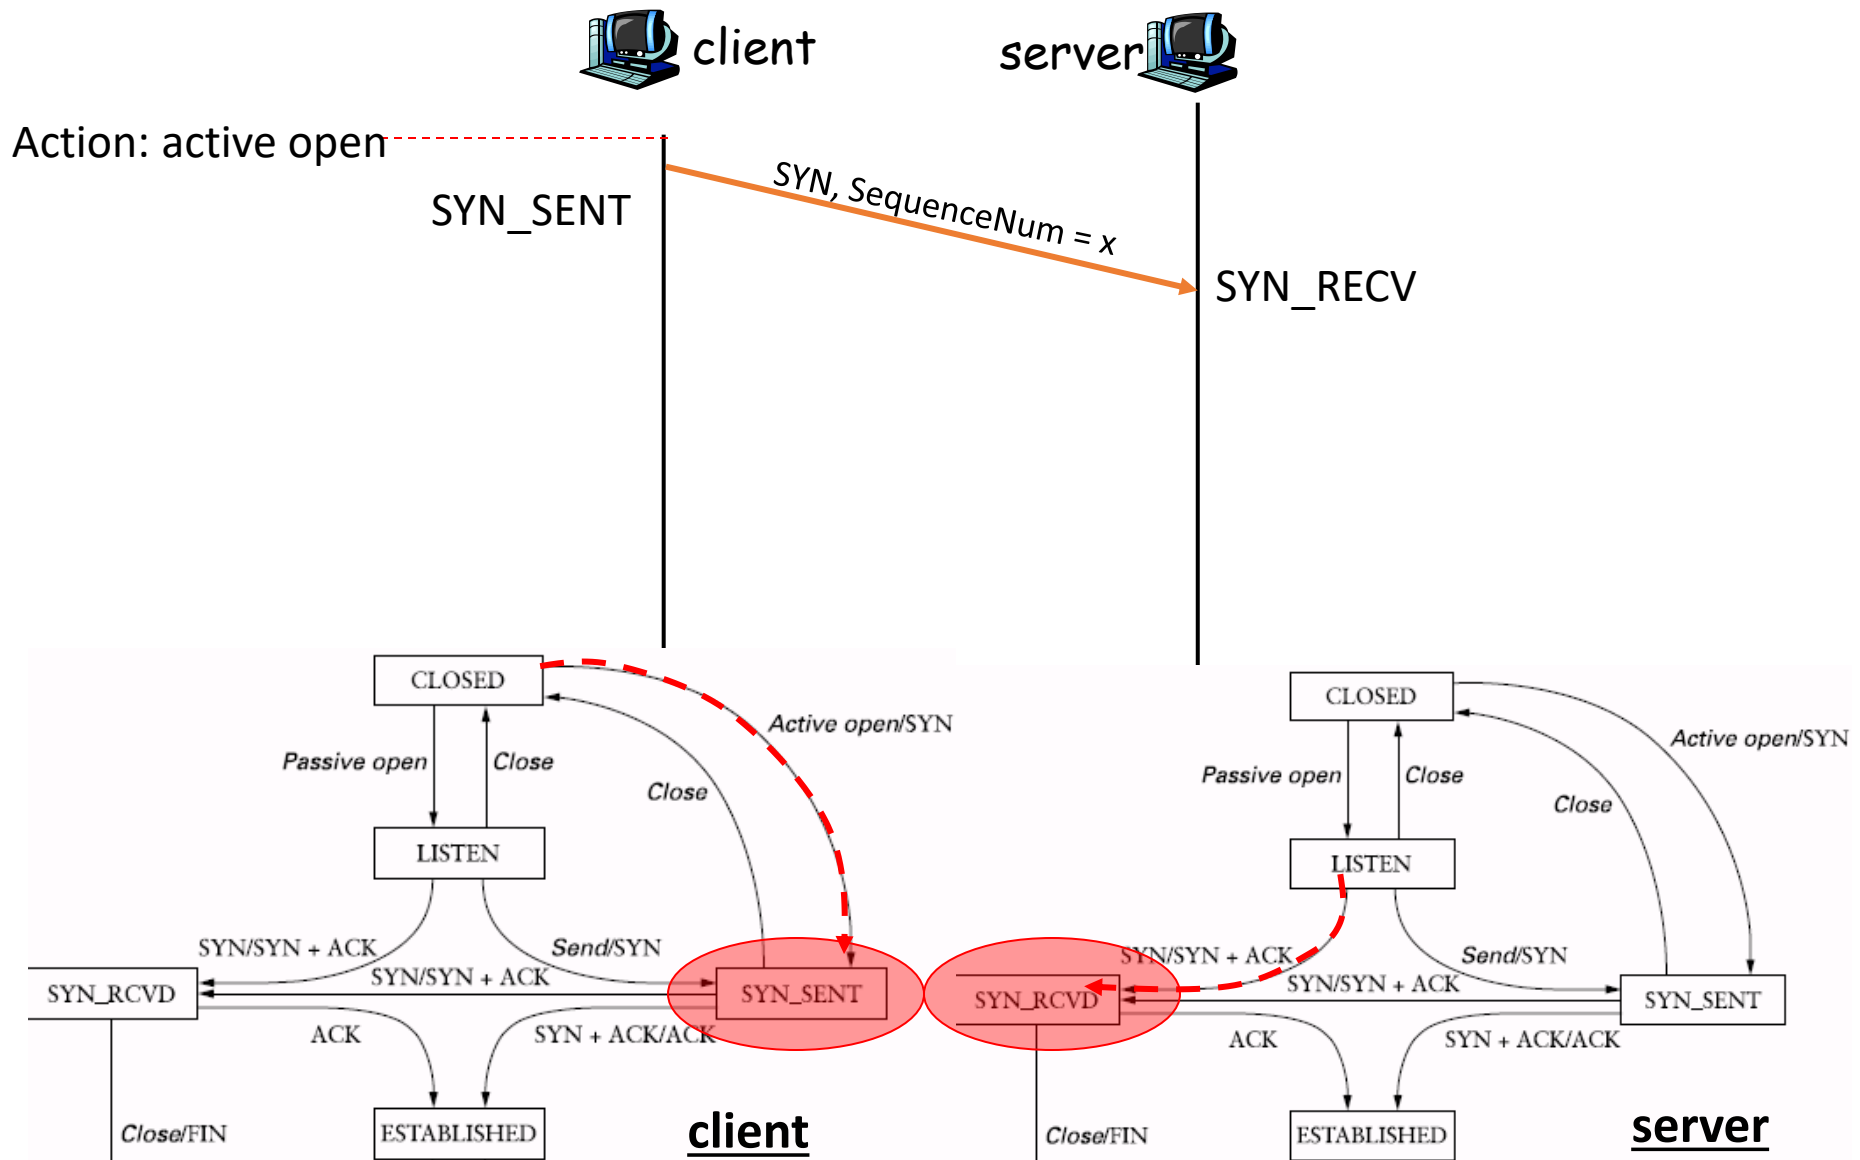 client
server
Action: active open
SYN_SENT
SYN, SequenceNum = x
SYN_RECV
CLOSED
Active open/SYN
Passive open
Close
Close
LISTEN
SYN/SYN + ACK
Send/SYN
SYN/SYN + ACK
SYN_RCVD
SYN_SENT
ACK
SYN + ACK/ACK
Close/FIN
ESTABLISHED
client
CLOSED
Active open/SYN
Passive open
Close
Close
LISTEN
SYN/SYN + ACK
Send/SYN
SYN/SYN + ACK
SYN_RCVD
SYN_SENT
ACK
SYN + ACK/ACK
Close/FIN
ESTABLISHED
server